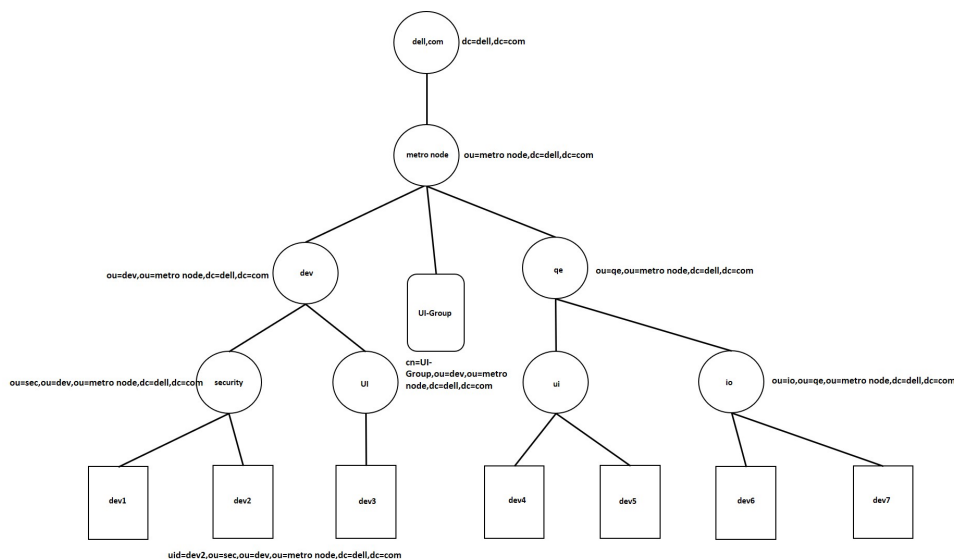 dell,com
dc=dell,dc=com
metro node
ou=metro node,dc=dell,dc=com
ou=dev,ou=metro node,dc=dell,dc=com
dev
UI-Group
qe
ou=qe,ou=metro node,dc=dell,dc=com
cn=UI-
Group,ou=dev,ou=metro
node,dc=dell,dc=com
ou=sec,ou=dev,ou=metro node,dc=dell,dc=com
security
UI
ui
io
ou=io,ou=qe,ou=metro node,dc=dell,dc=com
dev1
dev2
dev3
dev4
dev5
dev6
dev7
uid=dev2,ou=sec,ou=dev,ou=metro node,dc=dell,dc=com